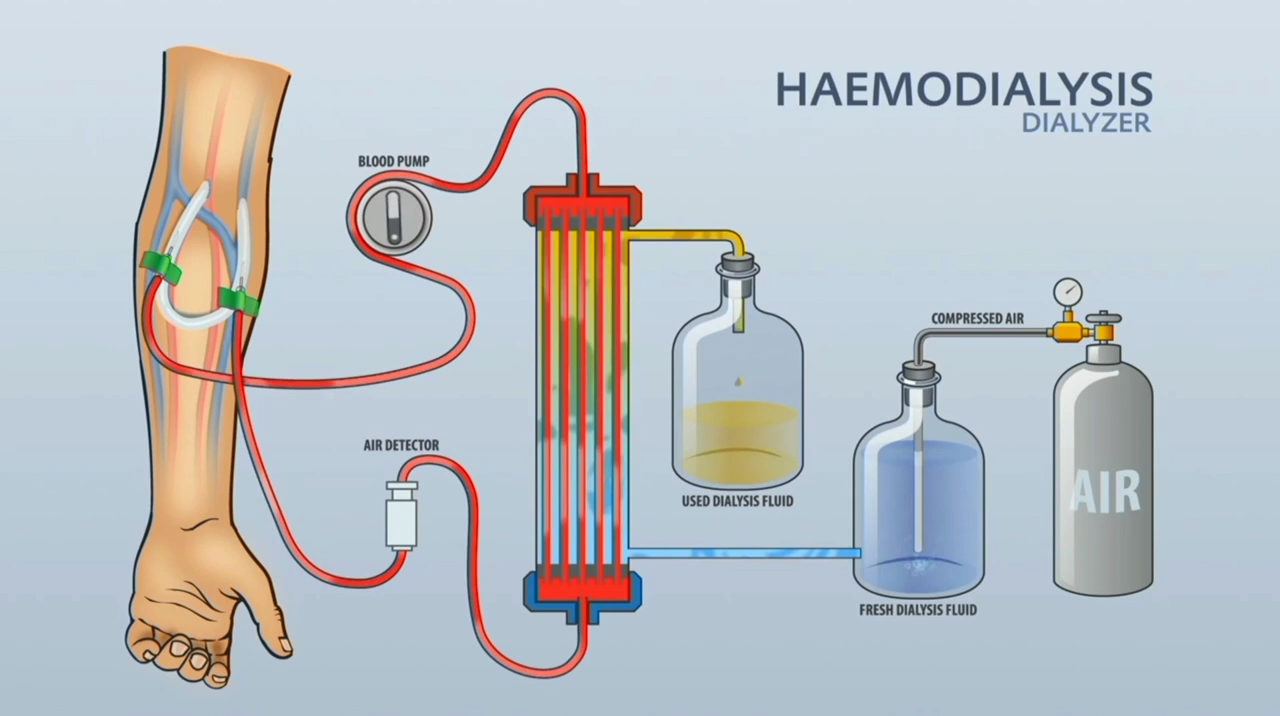 HAEMODIALYSIS
DIALYZER
BLOOD PUMP
COMPRESSED AIR
AIR DETECTOR
USED DIALYSIS FLUID
AIR
FRESH DIALYSIS FLUID